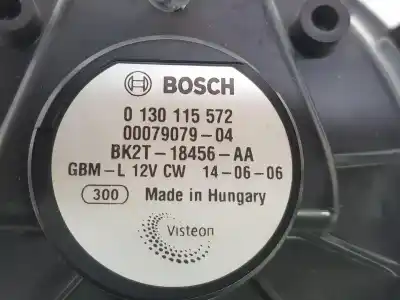 BOSCH
0 130 115 572
00079079-04
BK2T-18456-AA
GBM-L 12V CW 14-06-06
300 Made in Hungary
Visteon